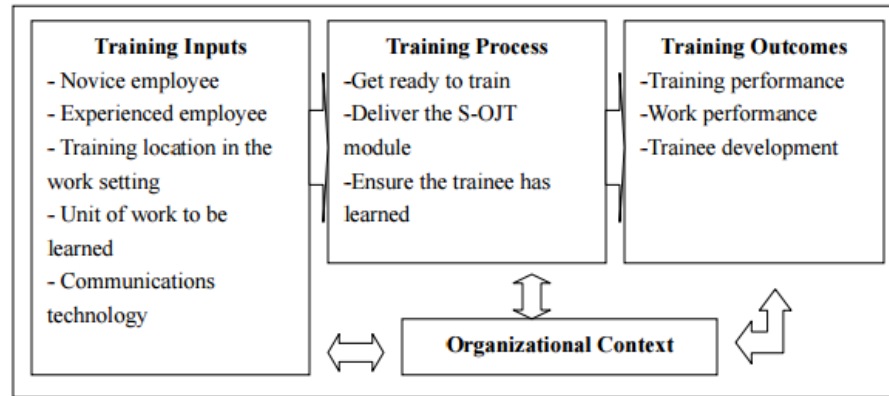 Training Inputs
- Novice employee
- Experienced employee
- Training location in the
work setting
- Unit of work to be
learned
- Communications
technology
Training Process
-Get ready to train
-Deliver the S-OJT
module
-Ensure the trainee has
learned
Training Outcomes
-Training performance
-Work performance
-Trainee development
Organizational Context